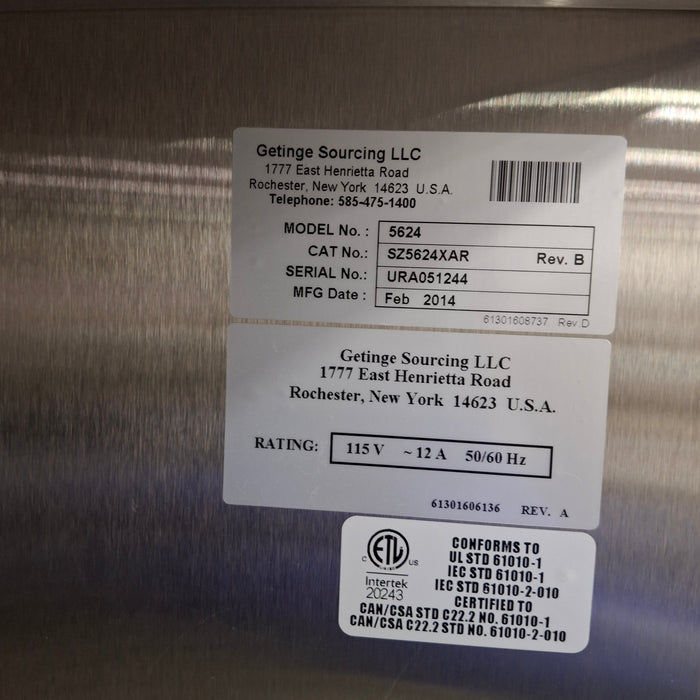 Getinge Sourcing LLC
1777 East Henrietta Road
Rochester, New York 14623 U.S.A.
Telephone: 585-475-1400
MODEL No. : 5624
CAT No.: SZ5624XAR Rev. B
SERIAL No.: URA051244
MFG Date : Feb 2014
61301608737 Rev D
Getinge Sourcing LLC
1777 East Henrietta Road
Rochester, New York 14623 U.S.A.
RATING: 115 V ~ 12 A 50/60 Hz
61301606136 REV. A
C ETL US
Intertek
20243
CONFORMS TO
UL STD 61010-1
IEC STD 61010-1
IEC STD 61010-2-010
CERTIFIED TO
CAN/CSA STD C22.2 NO. 61010-1
CAN/CSA C22.2 STD NO. 61010-2-010